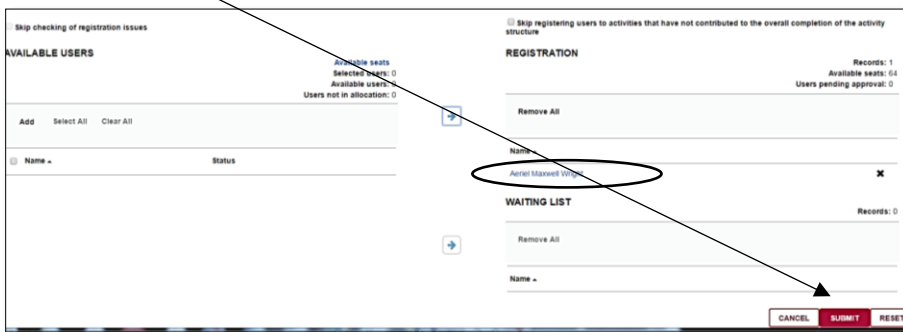 Skip checking of registration issues
AVAILABLE USERS
Available seats
Selected users: 0
Available users: 0
Users not in allocation: 0
Add Select All Clear All
Name Status
Skip registering users to activities that have not contributed to the overall completion of the activity
structure
REGISTRATION
Records: 1
Available seats: 64
Users pending approval: 0
Remove All
Name
Aeriel Maxwell Wright
WAITING LIST
Records: 0
Remove All
Name
CANCEL SUBMIT RESET